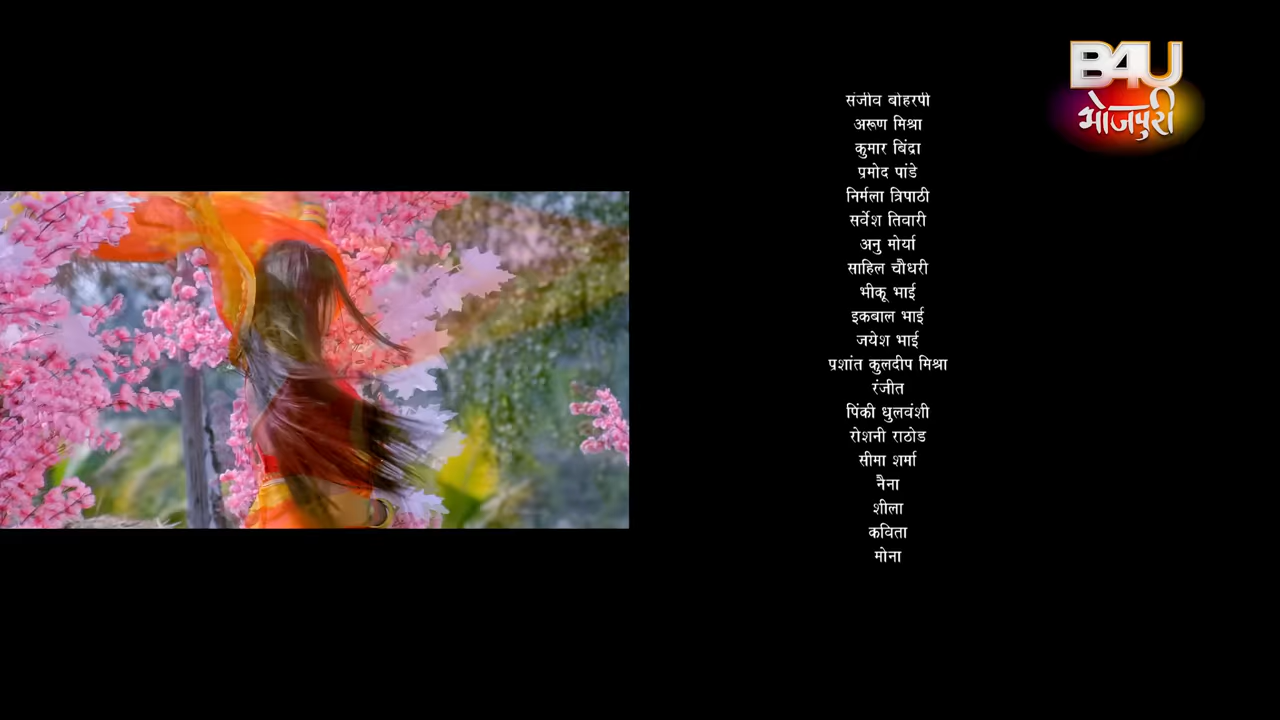 B4U
भोजपुरी
संजीव बोहरपी
अरूण मिश्रा
कुमार बिंद्रा
प्रमोद पांडे
निर्मला त्रिपाठी
सर्वेश तिवारी
अनु मोर्या
साहिल चौधरी
भीकू भाई
इकबाल भाई
जयेश भाई
प्रशांत कुलदीप मिश्रा
रंजीत
पिंकी धुलवंशी
रोशनी राठोड
सीमा शर्मा
नैना
शीला
कविता
मोना